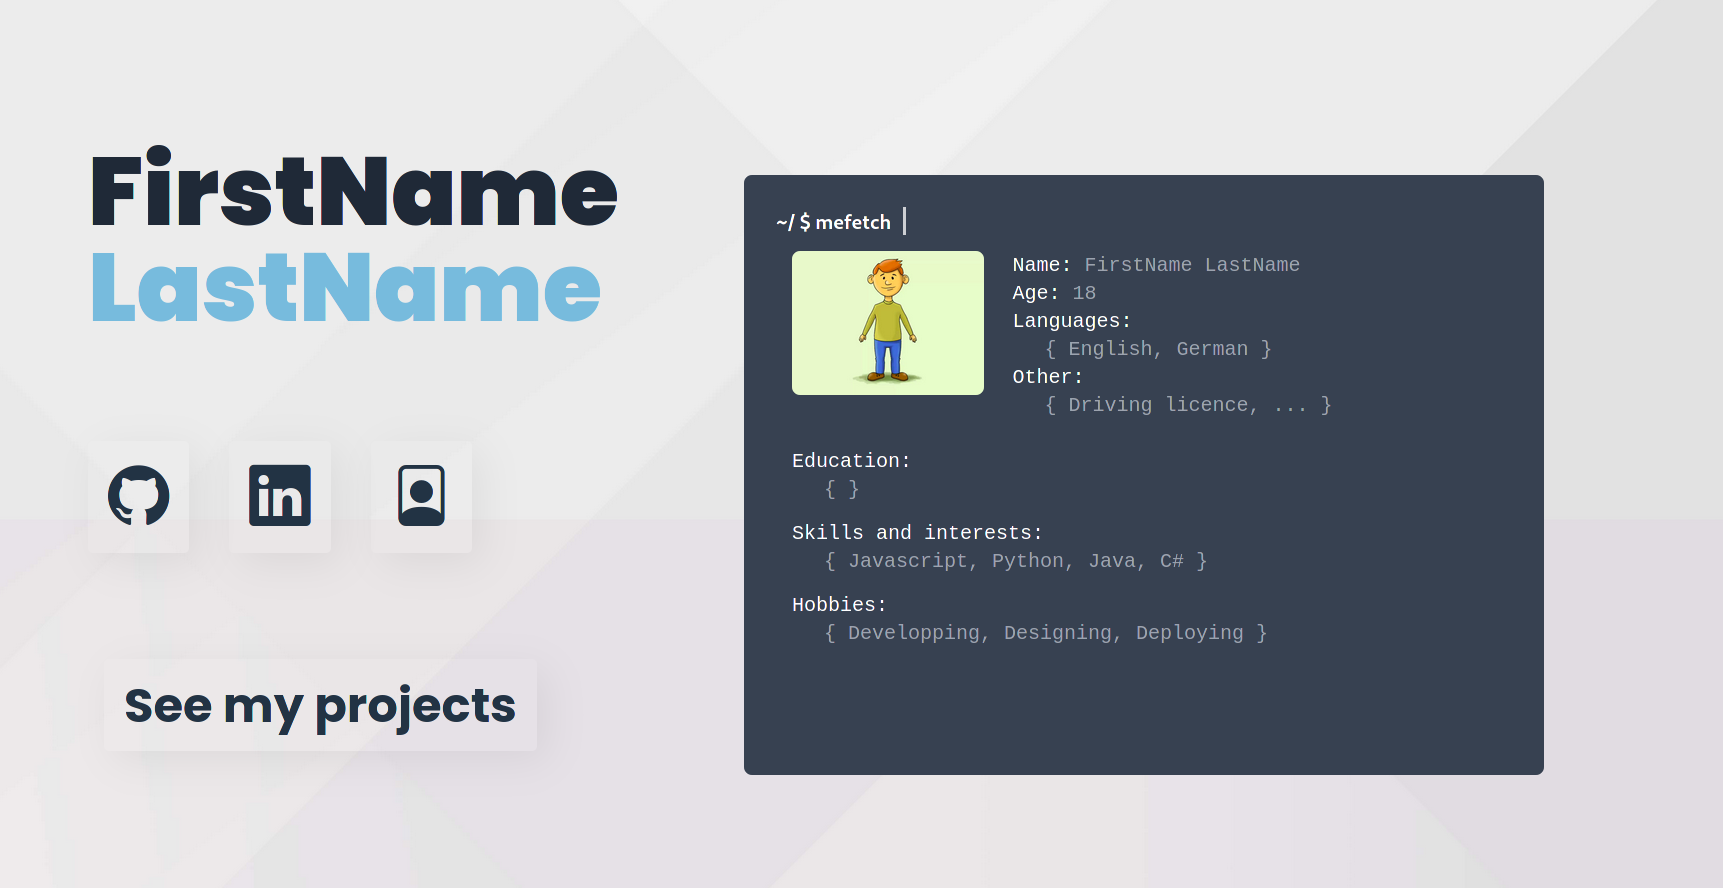 FirstName
LastName
in
See my projects
~/ $ mefetch
Name: FirstName LastName
Age: 18
Languages:
{ English, German }
Other:
{ Driving licence, ... }
Education:
{ }
Skills and interests:
{ Javascript, Python, Java, C# }
Hobbies:
{ Developping, Designing, Deploying }